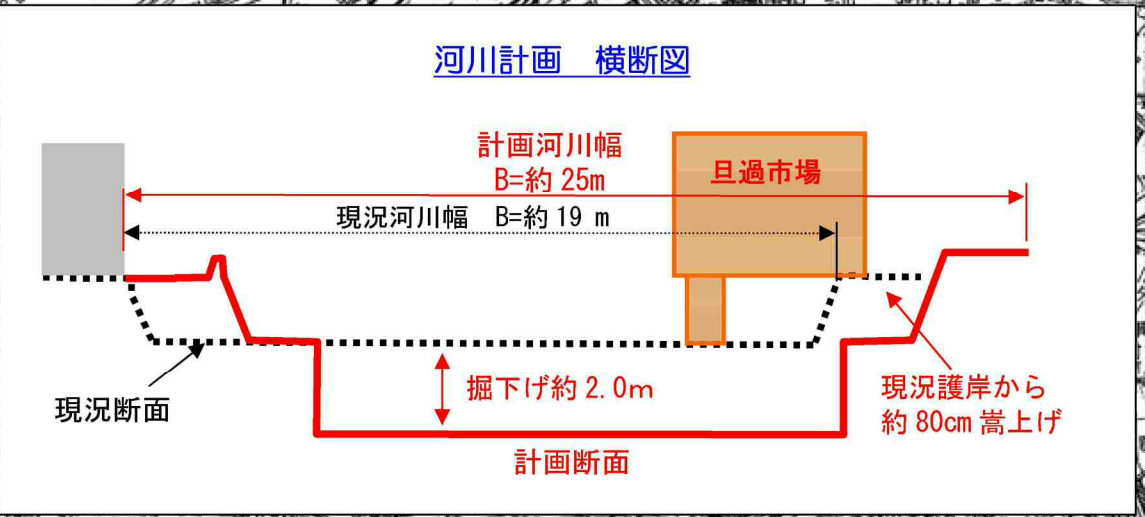 河川計画 横断図
計画河川幅
B=約 25m
旦過市場
現況河川幅 B=約 19 m
掘下げ約 2.0m
現況断面
現況護岸から
約 80cm 嵩上げ
計画断面